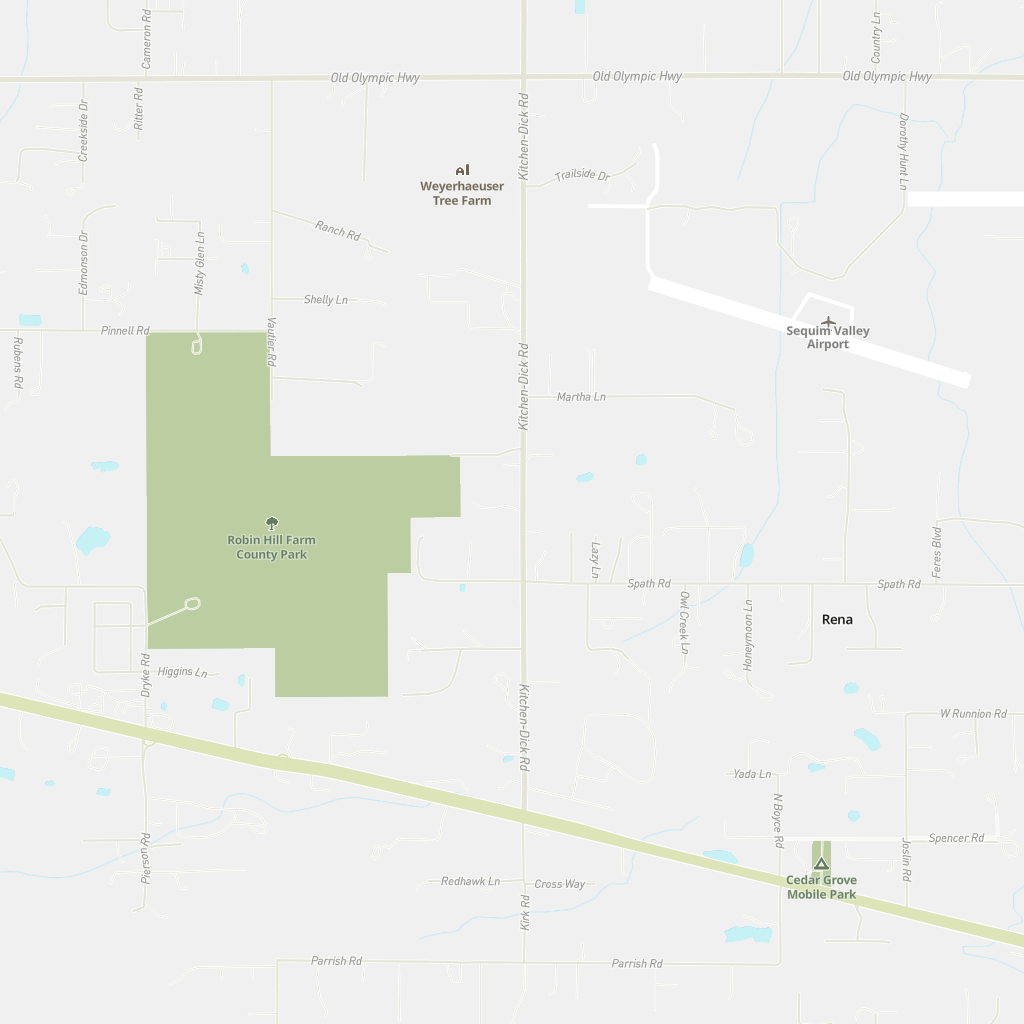 Cameron Rd
Country Ln
Old Olympic Hwy
Old Olympic Hwy
Old Olympic Hwy
Creekside Dr
Ritter Rd
Kitchen-Dick Rd
Dorothy Hunt Ln
Weyerhaeuser
Tree Farm
Trailside Dr
Edmonson Dr
Misty Glen Ln
Ranch Rd
Shelly Ln
Pinnell Rd
Vautier Rd
Sequim Valley
Airport
Rubens Rd
Kitchen-Dick Rd
Martha Ln
Robin Hill Farm
County Park
Lazy Ln
Feres Blvd
Spath Rd
Spath Rd
Owl Creek Ln
Honeymoon Ln
Rena
Dryke Rd
Higgins Ln
Kitchen-Dick Rd
W Runnion Rd
Yada Ln
N Boyce Rd
Spencer Rd
Joslin Rd
Pierson Rd
Cedar Grove
Mobile Park
Redhawk Ln
Cross Way
Kirk Rd
Parrish Rd
Parrish Rd